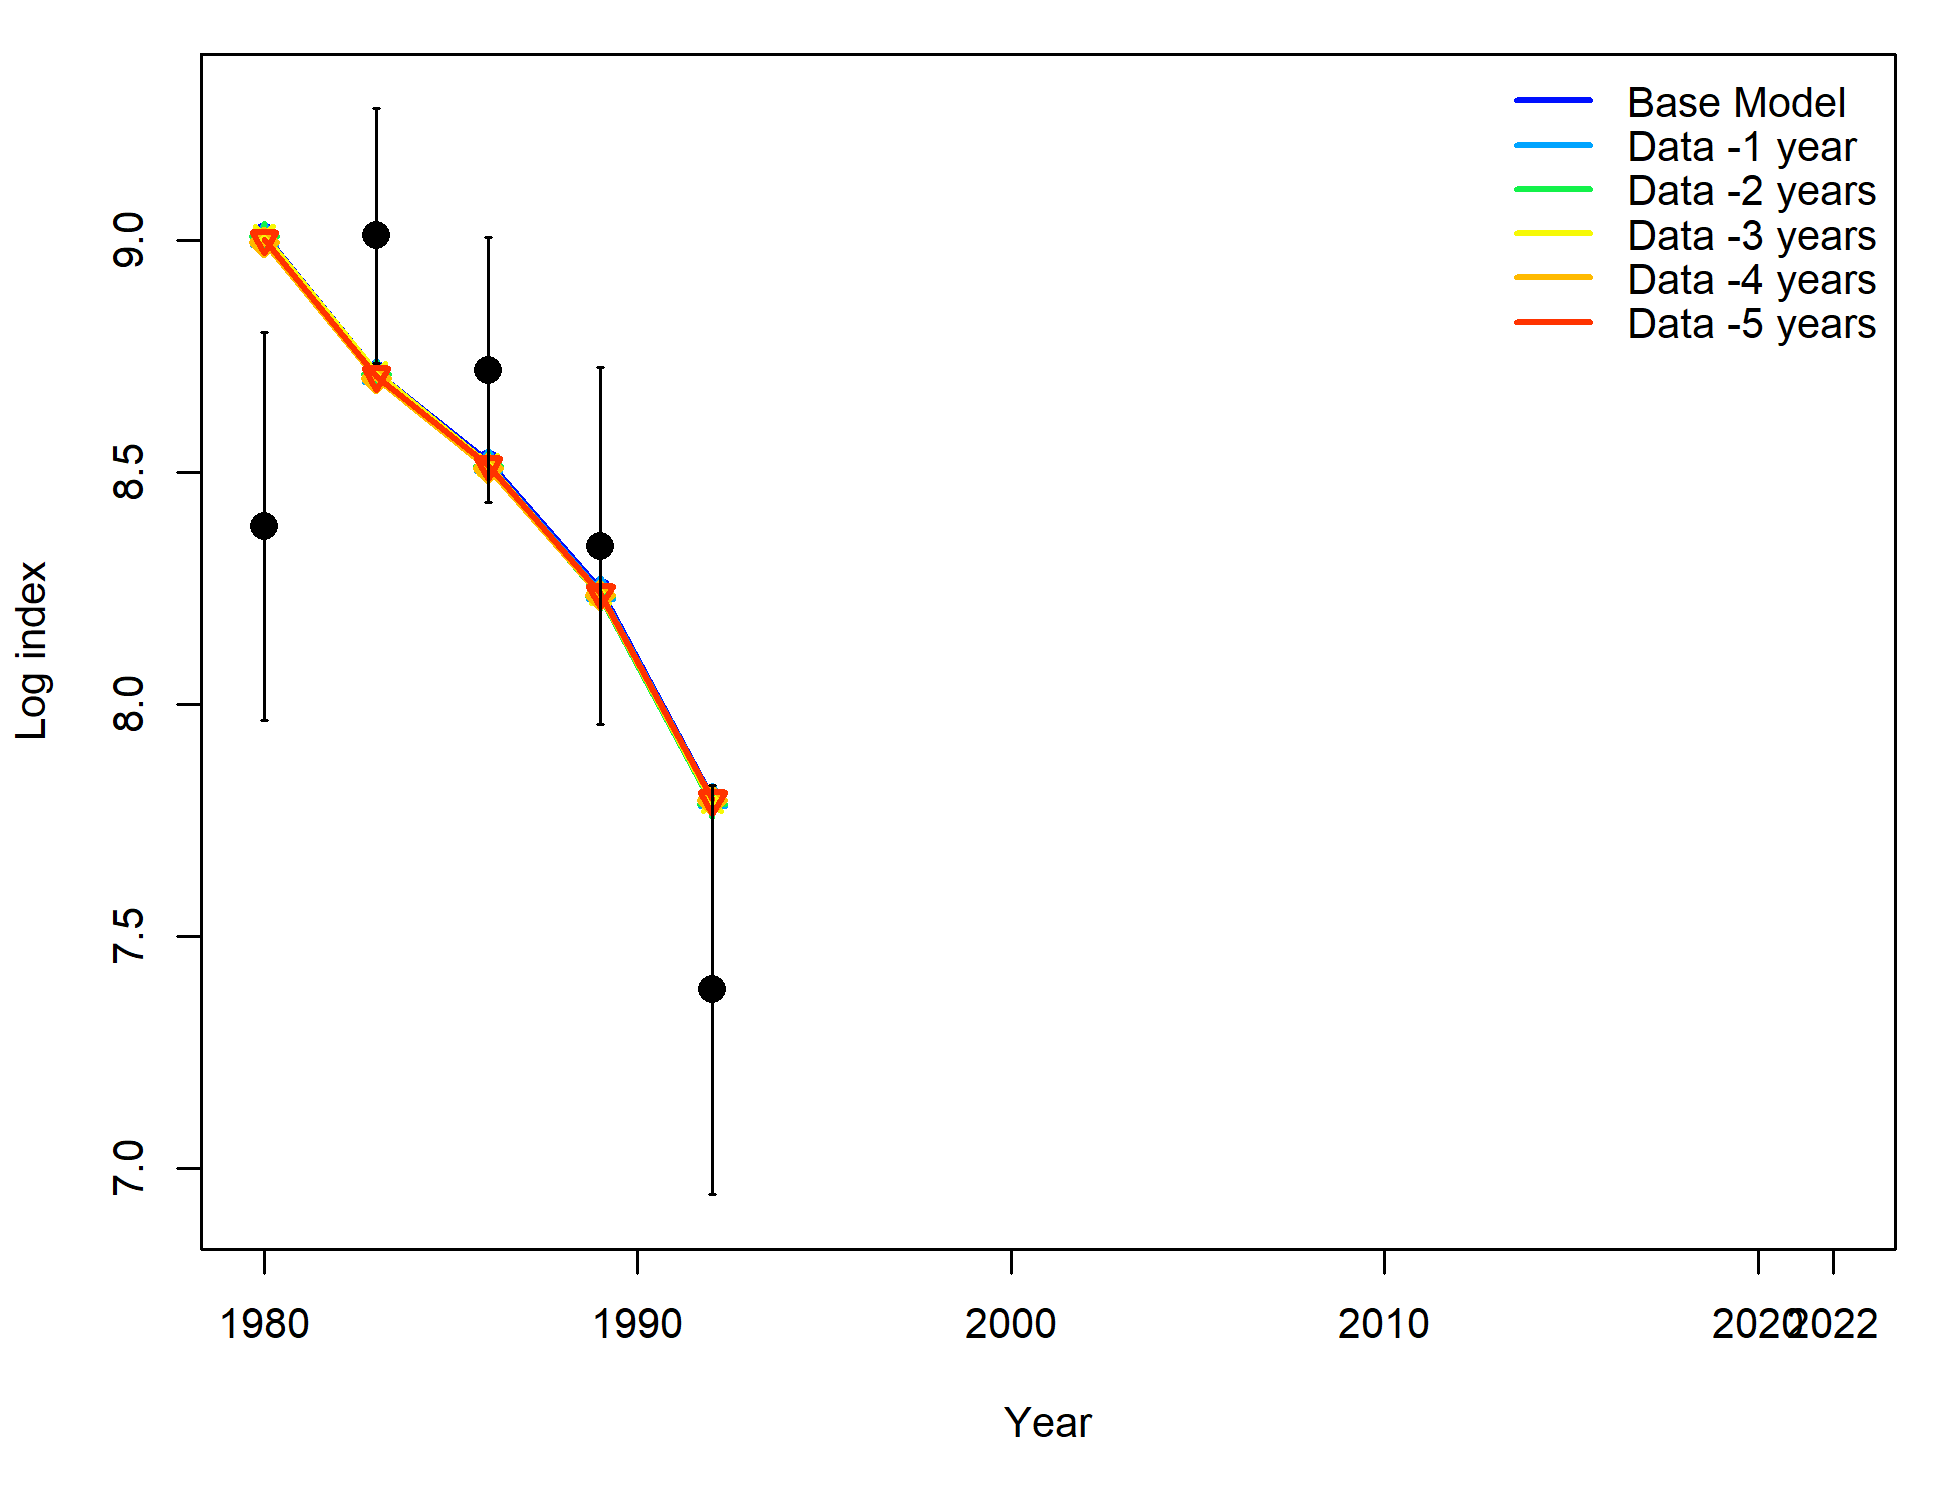 Base Model
Data -1 year
Data -2 years
Data -3 years
Data -4 years
Data -5 years
9.0
8.5
8.0
7.5
7.0
Log index
1980 1990 2000 2010 2020 2022
Year